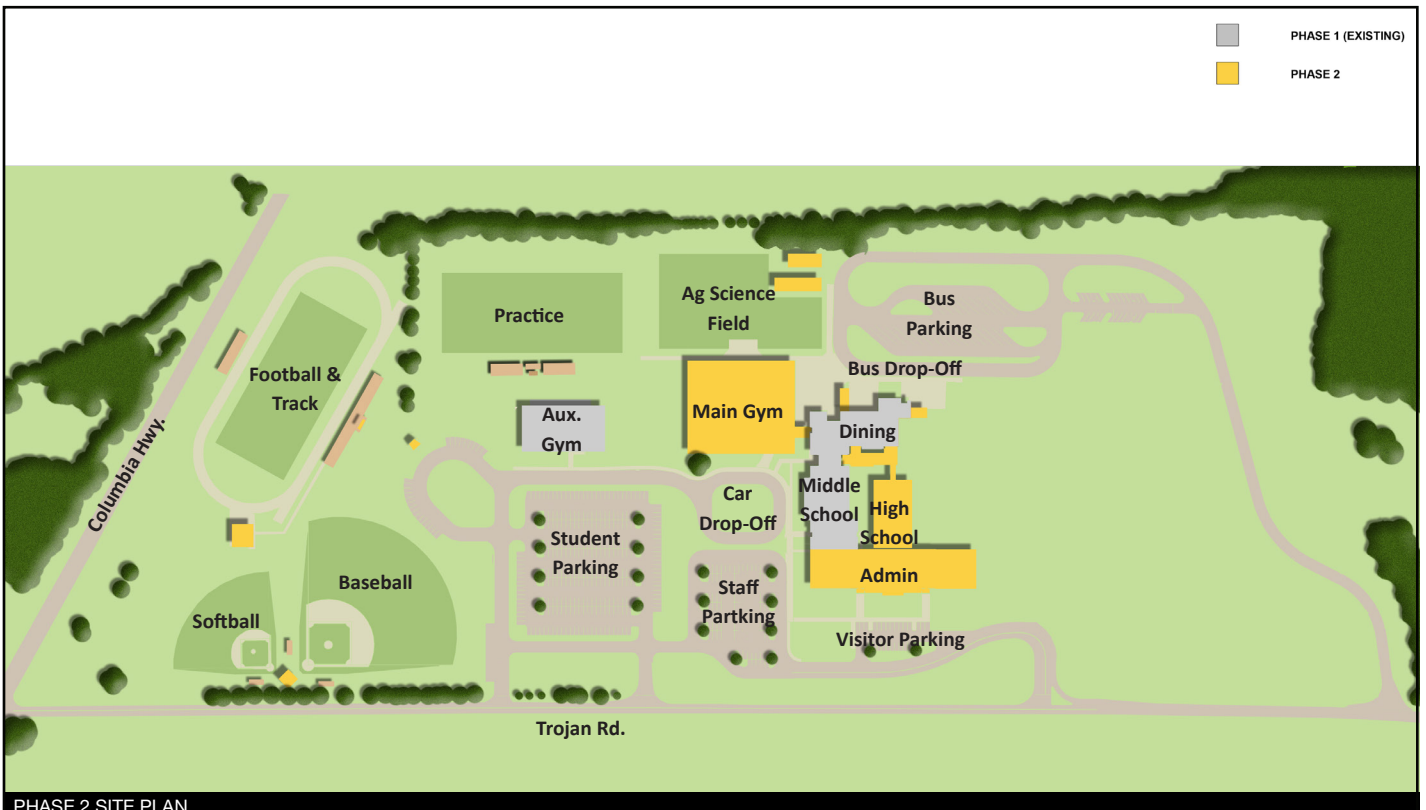 PHASE 1 (EXISTING)
PHASE 2
Practice
Ag Science
Field
Bus
Parking
Football &
Track
Bus Drop-Off
Main Gym
Aux.
Gym
Dining
Columbia Hwy.
Middle
School
Car
Drop-Off
High
School
Student
Parking
Admin
Baseball
Staff
Partking
Softball
Visitor Parking
Trojan Rd.
PHASE 2 SITE PLAN